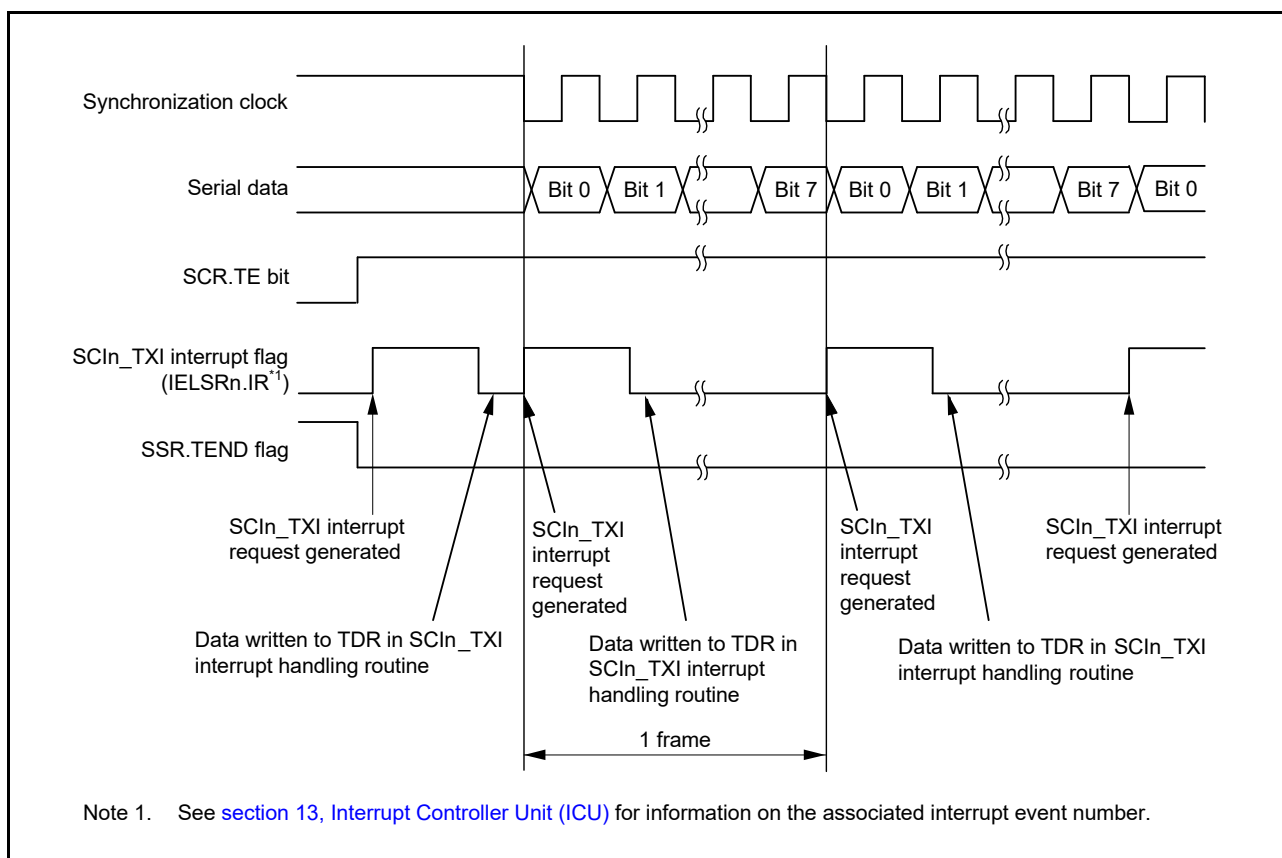 Synchronization clock
Serial data
Bit 0 Bit 1 Bit 7 Bit 0 Bit 1 Bit 7 Bit 0
SCR.TE bit
SCIn_TXI interrupt flag
(IELSRn.IR*1)
SSR.TEND flag
SCIn_TXI interrupt
request generated
SCIn_TXI
interrupt
request
generated
SCIn_TXI
interrupt
request
generated
SCIn_TXI interrupt
request generated
Data written to TDR in SCIn_TXI
interrupt handling routine
Data written to TDR in
SCIn_TXI interrupt
handling routine
Data written to TDR in SCIn_TXI
interrupt handling routine
1 frame
Note 1. See section 13, Interrupt Controller Unit (ICU) for information on the associated interrupt event number.